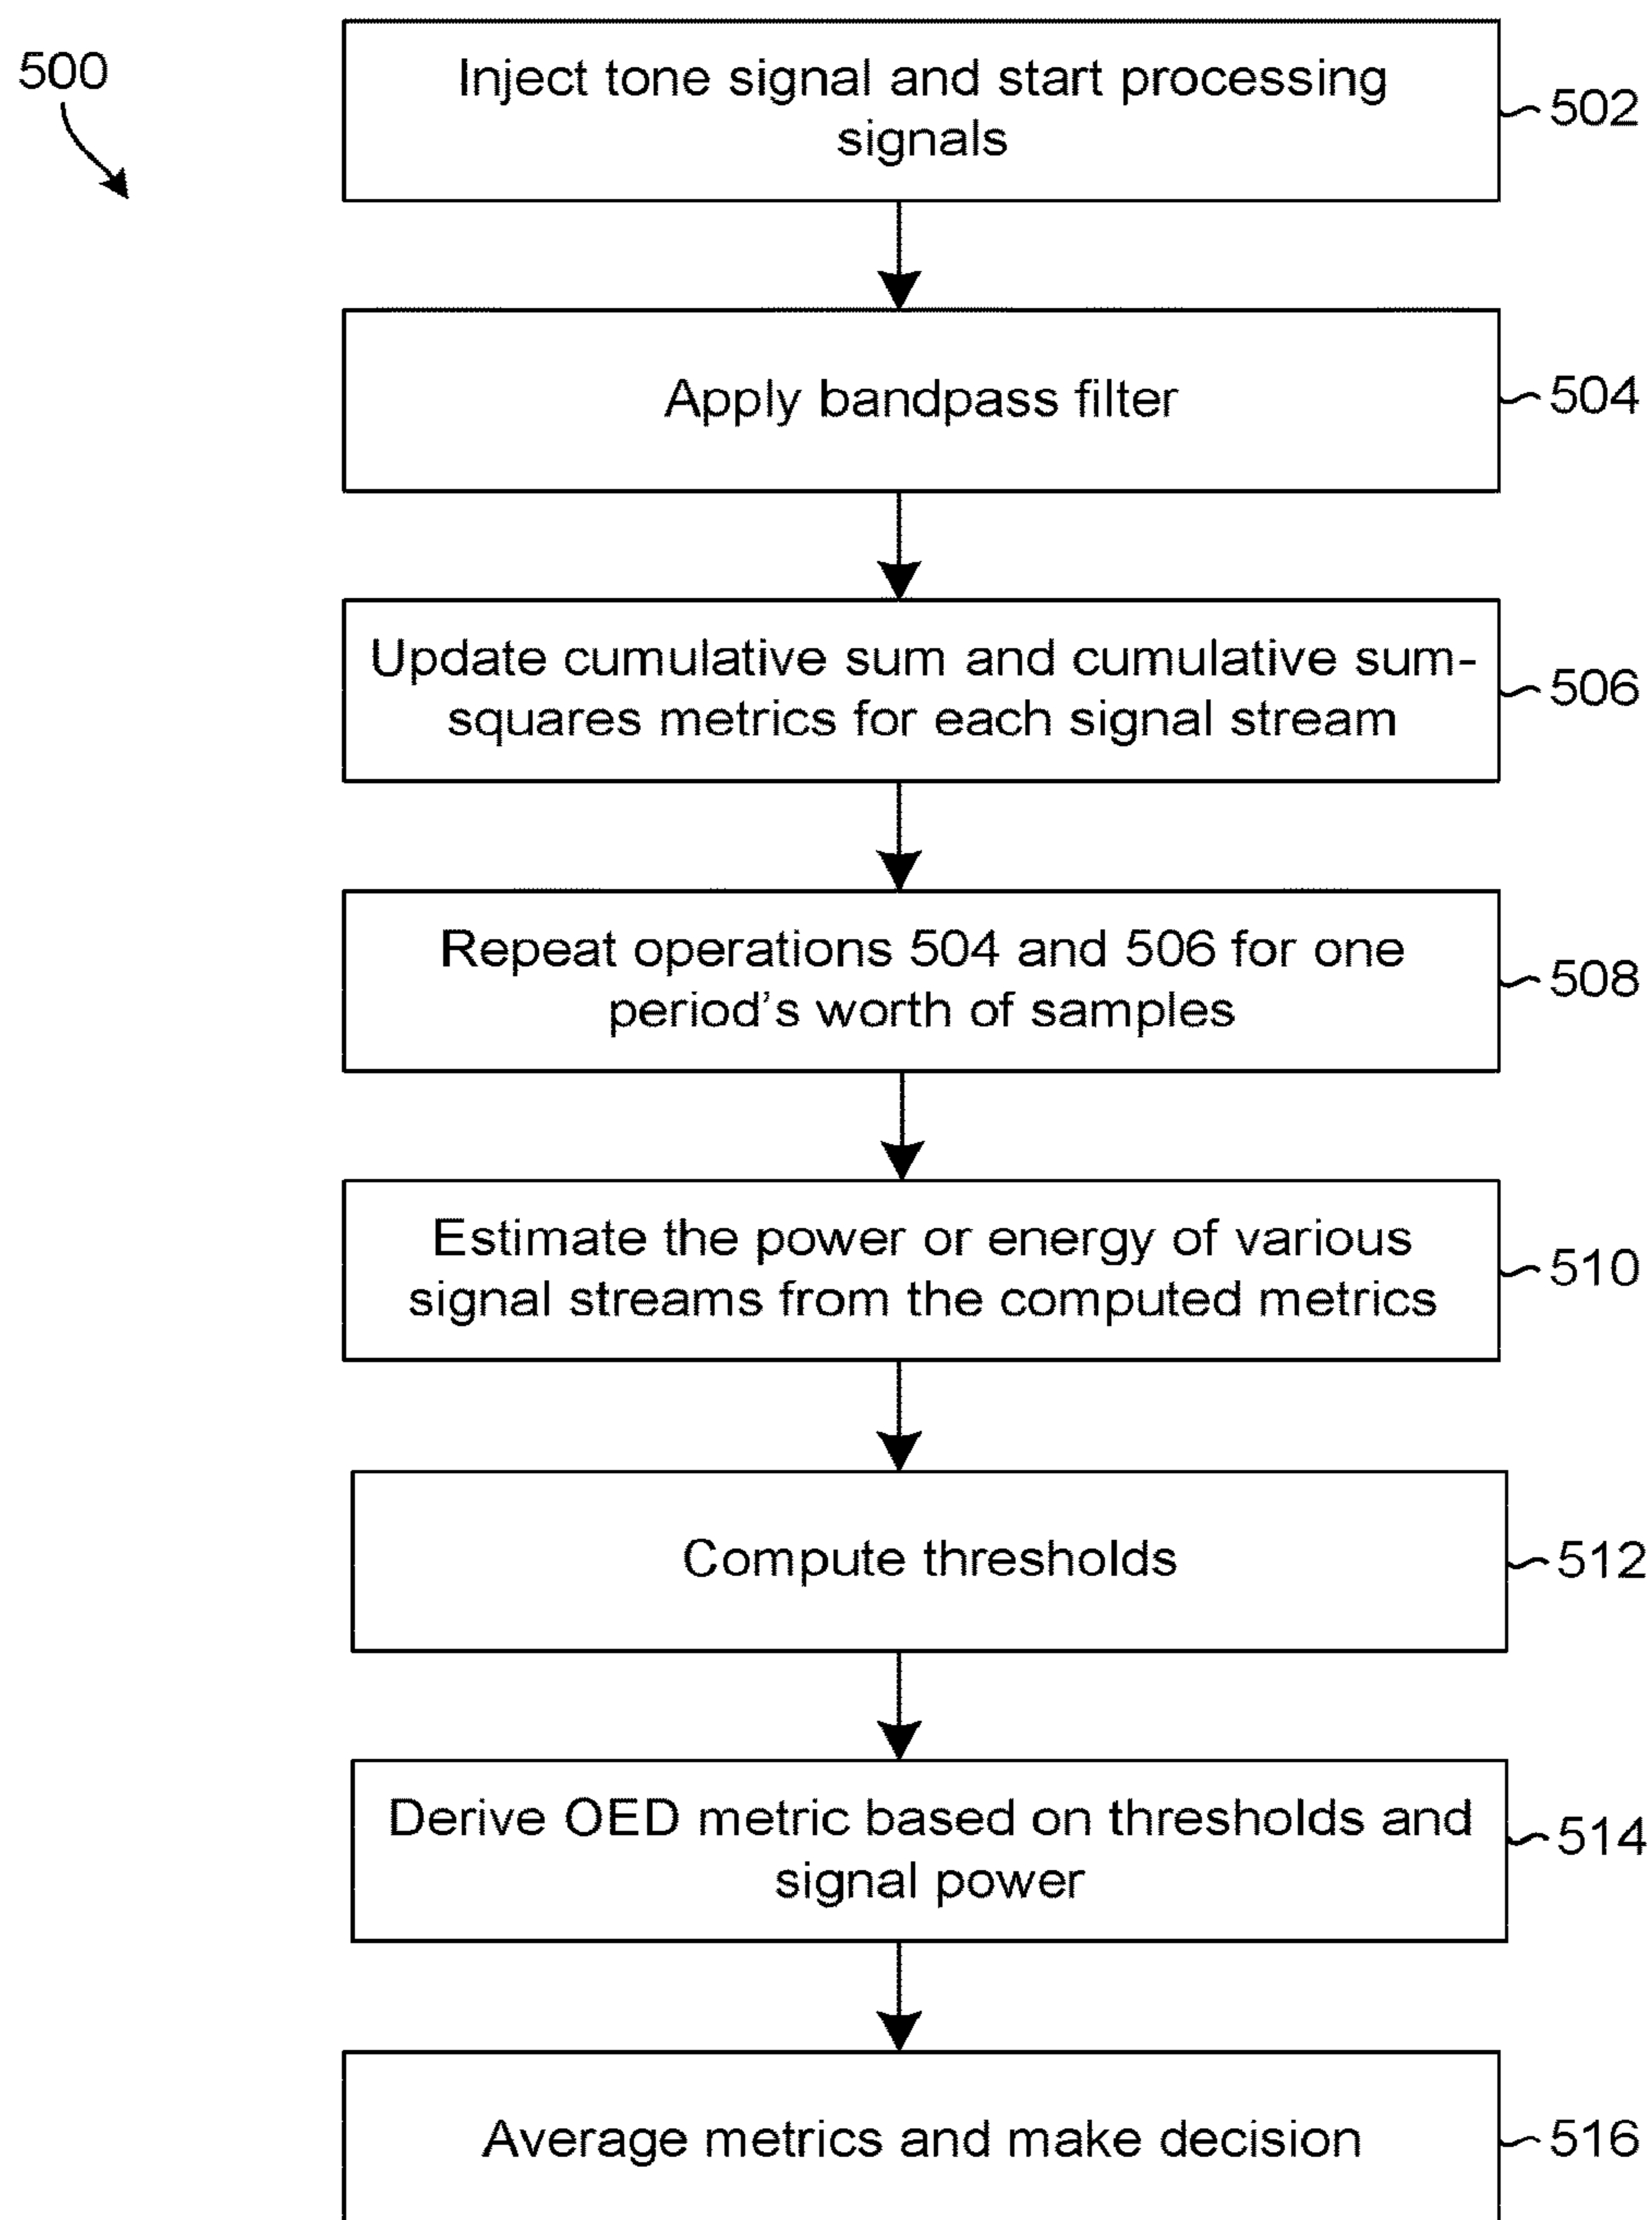 500
Inject tone signal and start processing
signals
502
Apply bandpass filter
504
Update cumulative sum and cumulative sum-
squares metrics for each signal stream
506
Repeat operations 504 and 506 for one
period's worth of samples
508
Estimate the power or energy of various
signal streams from the computed metrics
510
Compute thresholds
512
Derive OED metric based on thresholds and
signal power
514
Average metrics and make decision
516